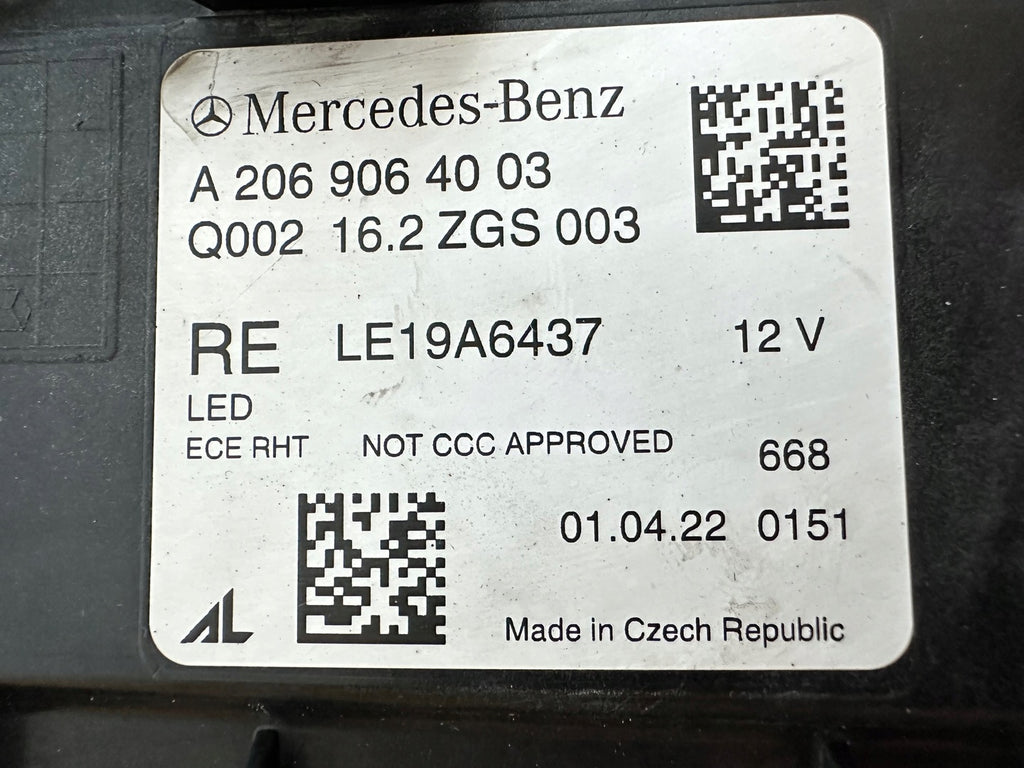 Mercedes-Benz
A 206 906 40 03
Q002 16.2 ZGS 003
RE LE19A6437 12 V
LED
ECE RHT NOT CCC APPROVED 668
01.04.22 0151
AL
Made in Czech Republic